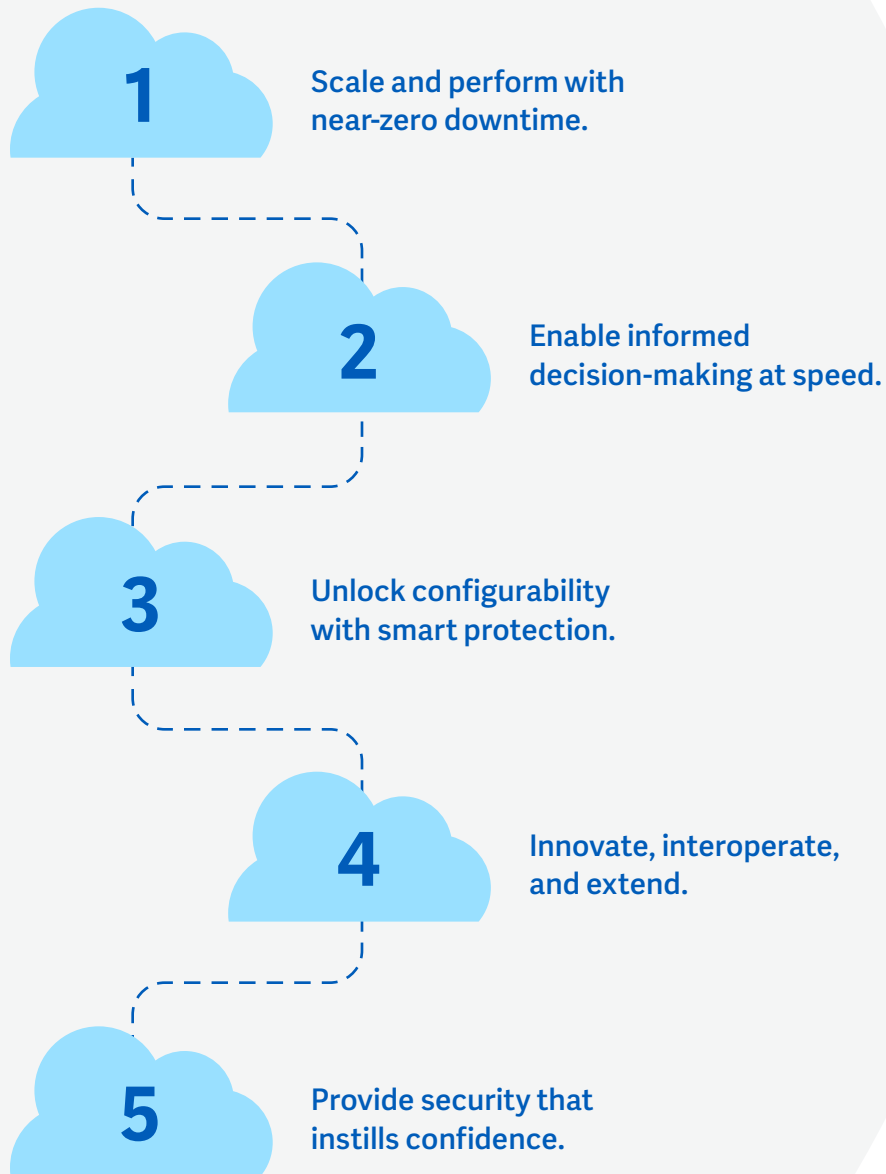 1
Scale and perform with
near-zero downtime.
2
Enable informed
decision-making at speed.
3
Unlock configurability
with smart protection.
4
Innovate, interoperate,
and extend.
5
Provide security that
instills confidence.